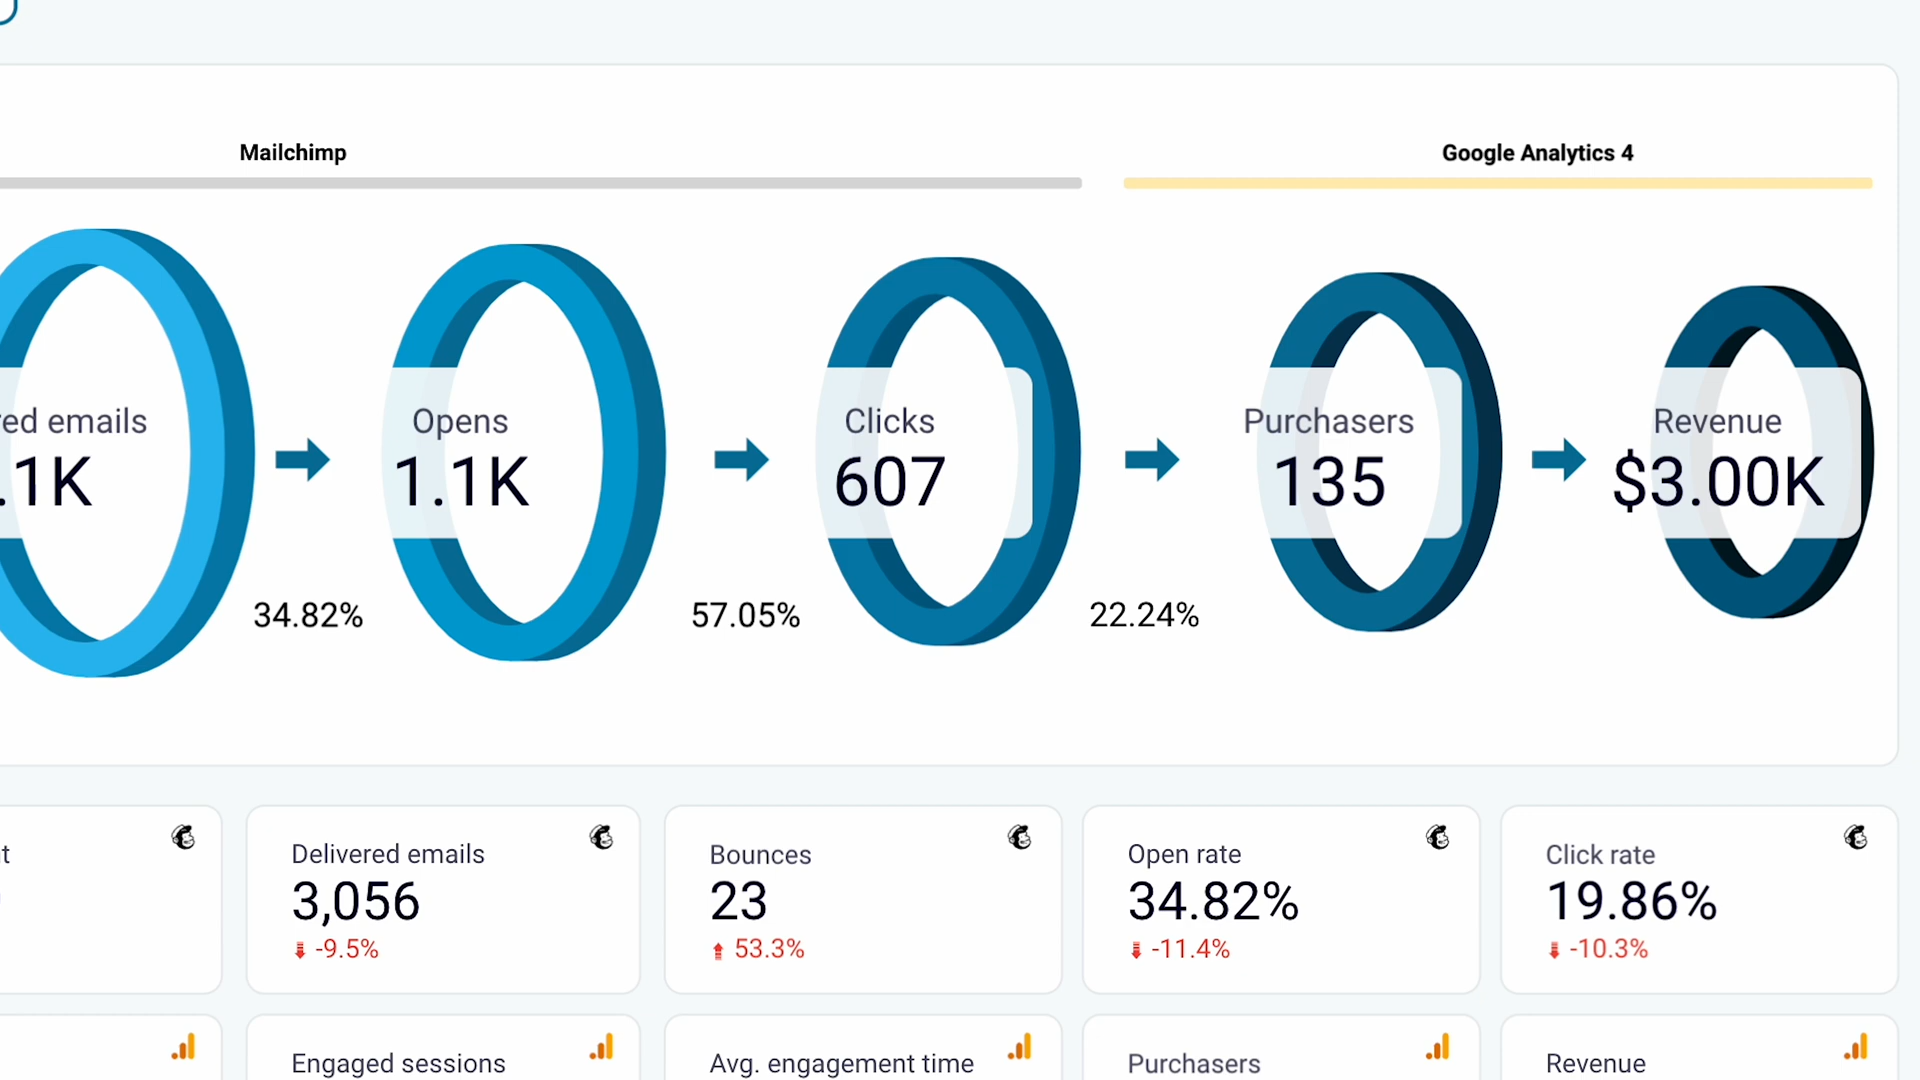 Mailchimp
Google Analytics 4
red emails
Opens
Clicks
Purchasers
Revenue
.1K
1.1K
607
135
$3.00K
34.82%
57.05%
22.24%
t
Delivered emails
Bounces
Open rate
Click rate
3,056
23
34.82%
19.86%
-9.5%
53.3%
-11.4%
-10.3%
Engaged sessions
Avg. engagement time
Purchasers
Revenue